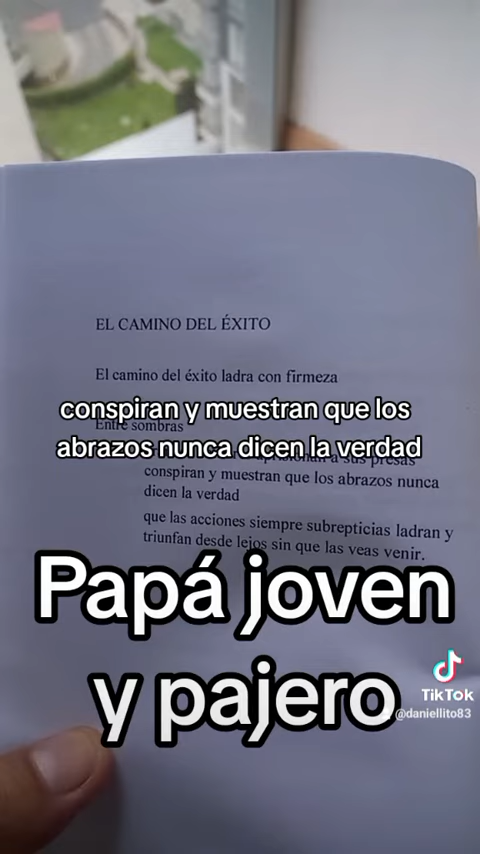 EL CAMINO DEL ÉXITO
El camino del éxito ladra con firmeza
conspiran y muestran que los
Entre sombras
abrazos nunca dicen la verdad
a sus presas
conspiran y muestran que los abrazos nunca
dicen la verdad
que las acciones siempre subrepticias ladran y
triunfan desde lejos sin que las veas venir.
Papá joven
y pajero
TikTok
@daniellito83